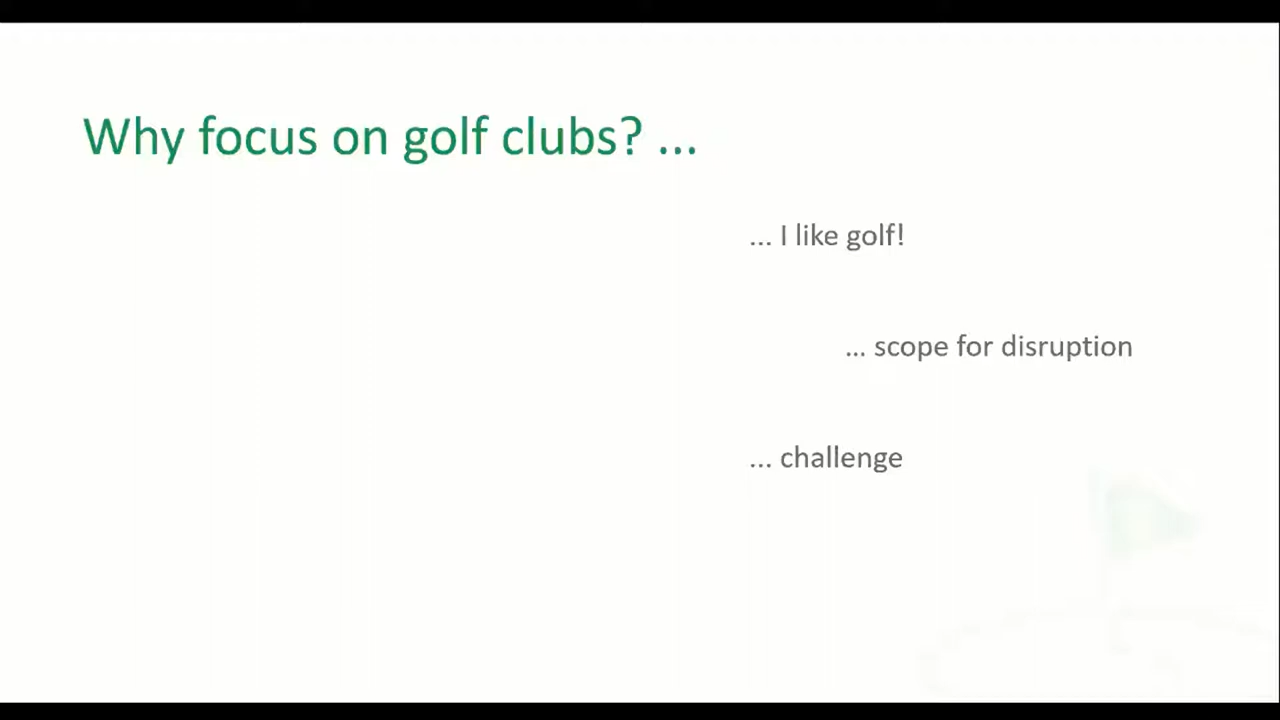 Why focus on golf clubs? ...
... I like golf!
... scope for disruption
... challenge